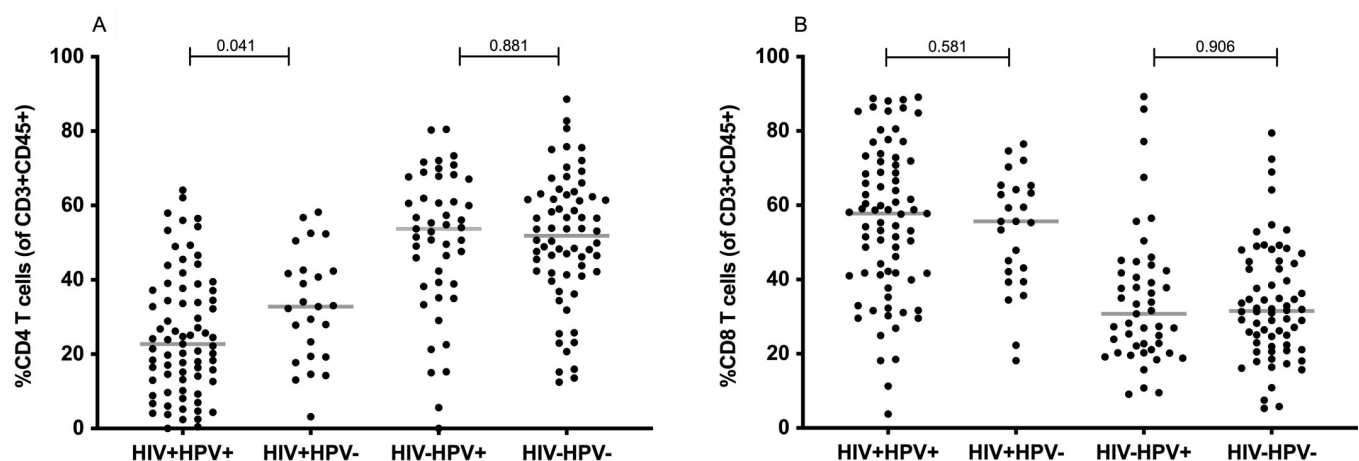 A
0.041
0.881
100
80
60
40
20
0
%CD4 T cells (of CD3+CD45+)
HIV+HPV+ HIV+HPV- HIV-HPV+ HIV-HPV-
B
0.581
0.906
100
80
60
40
20
0
%CD8 T cells (of CD3+CD45+)
HIV+HPV+ HIV+HPV- HIV-HPV+ HIV-HPV-